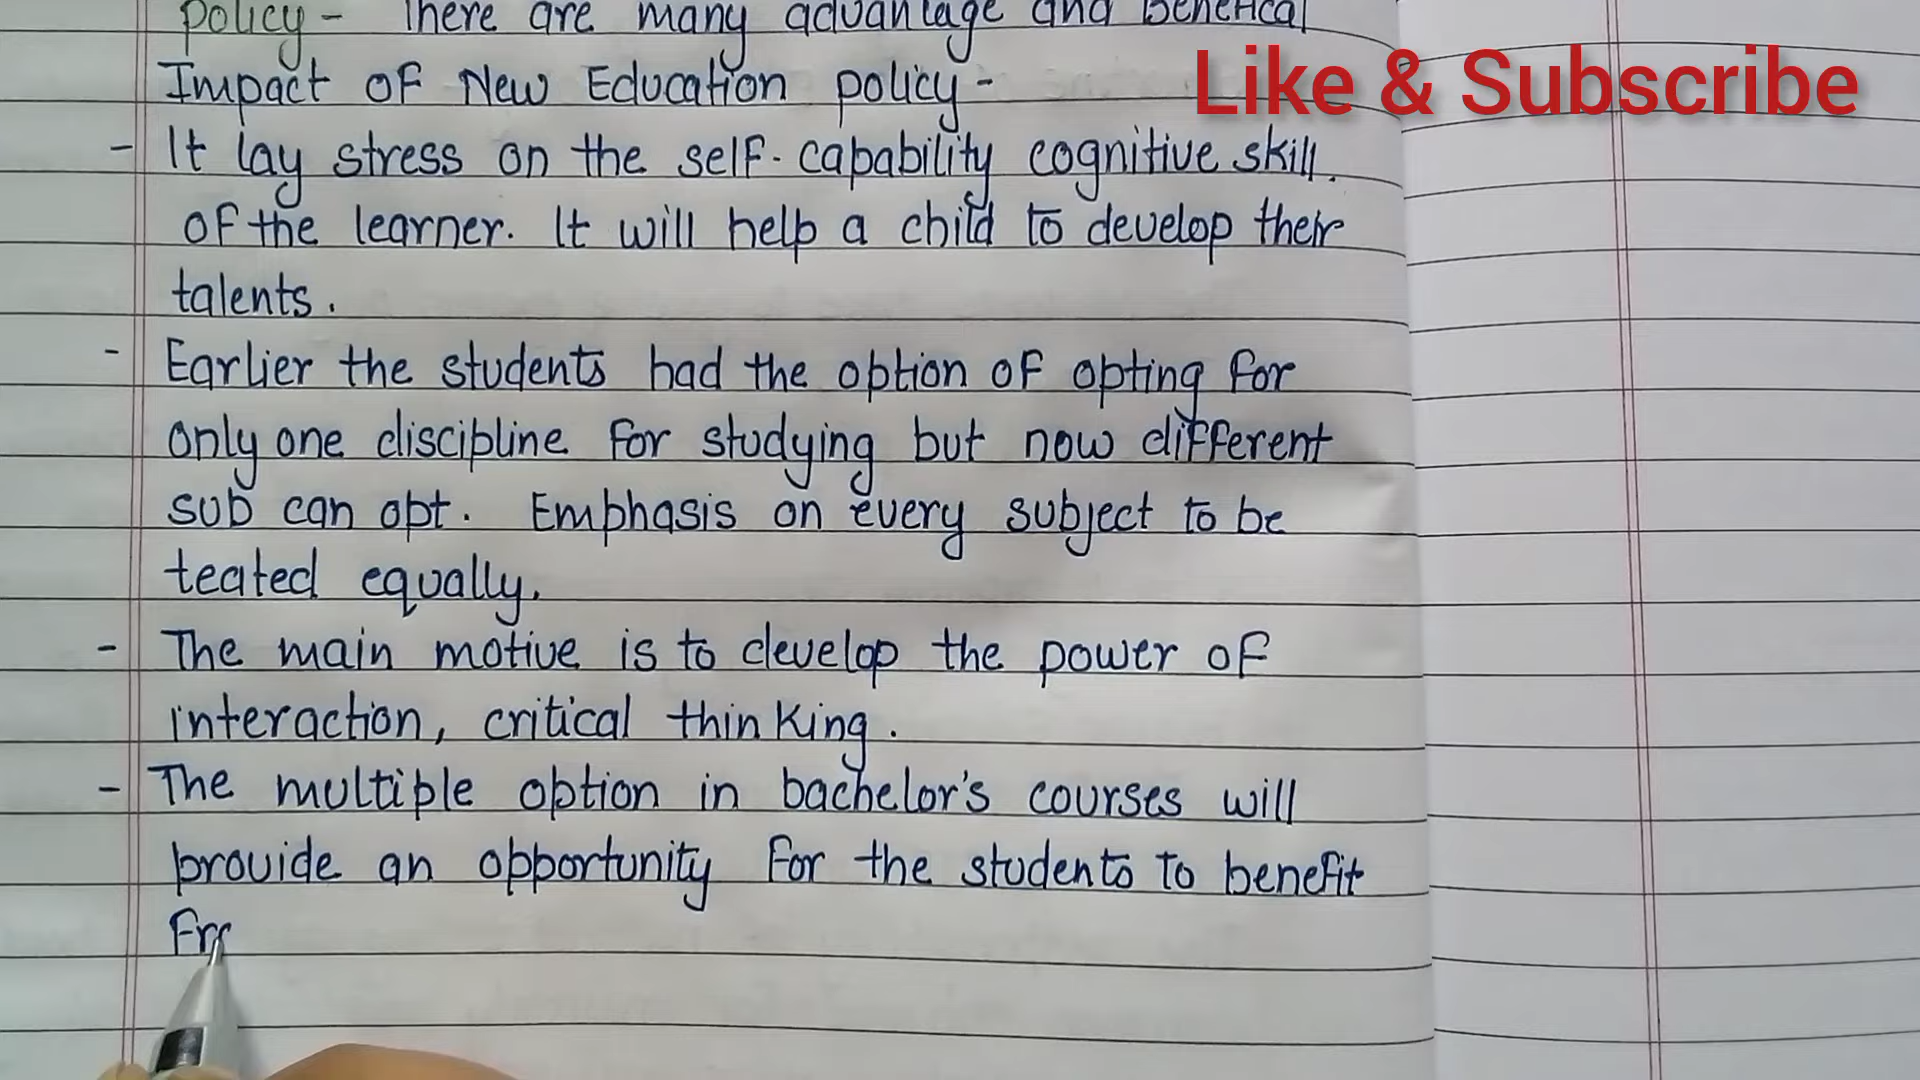 policy - There are many advantage and Benefical
Like & Subscribe
Impact of New Education policy -
- It lay stress on the self-capability cognitive skill.
of the learner. It will help a child to develop their
talents.
- Earlier the students had the option of opting for
only one discipline for studying but now different
sub can opt. Emphasis on every subject to be
teated equally.
- The main motive is to develop the power of
interaction, critical thinking.
- The multiple option in bachelor's courses will
provide an opportunity for the students to benefit
Fro